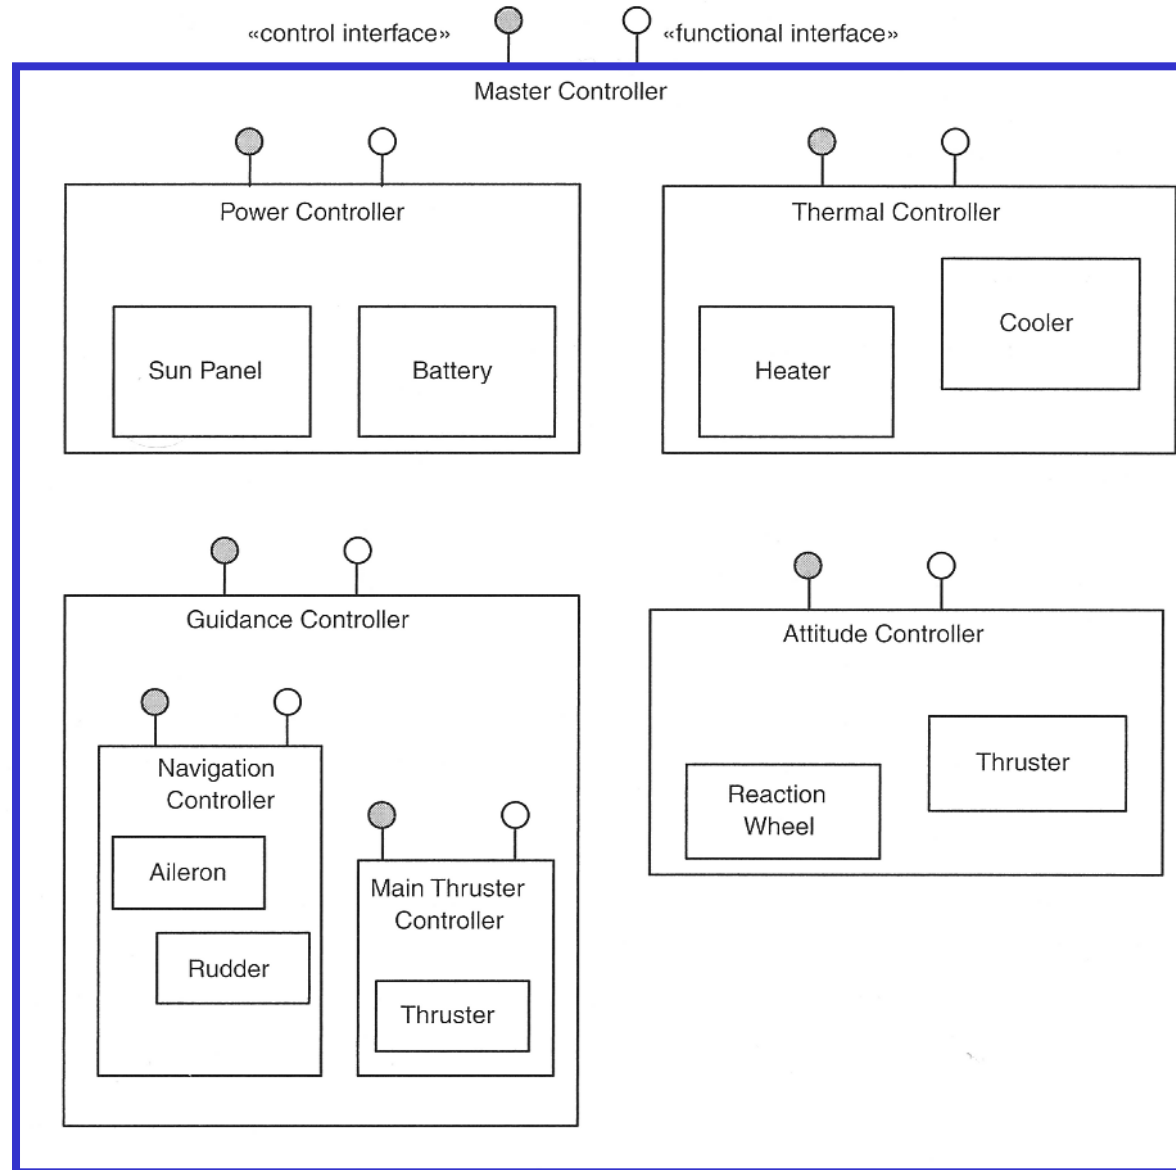 «control interface»
«functional interface»
Master Controller
Power Controller
Sun Panel
Battery
Thermal Controller
Heater
Cooler
Guidance Controller
Navigation
Controller
Aileron
Rudder
Main Thruster
Controller
Thruster
Attitude Controller
Reaction
Wheel
Thruster